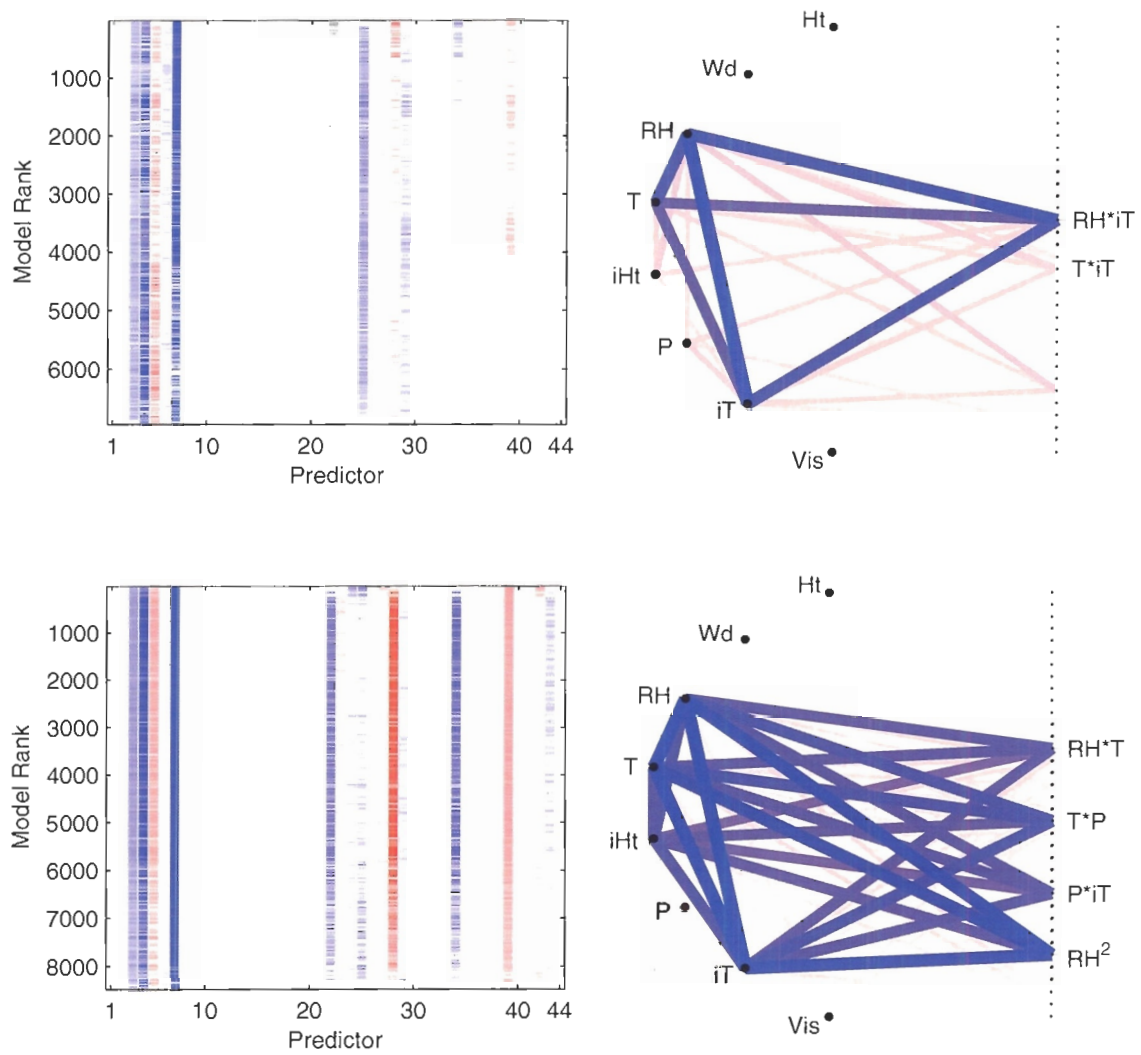 1000
2000
3000
4000
5000
6000
Model Rank
1
10
20
30
40
44
Predictor
Ht
Wd
RH
T
iHt
P
iT
Vis
RH*iT
T*iT
1000
2000
3000
4000
5000
6000
7000
8000
Model Rank
1
10
20
30
40
44
Predictor
Ht
Wd
RH
T
iHt
P
iT
Vis
RH*T
T*P
P*iT
RH²